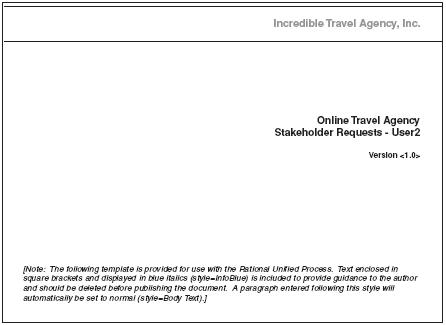 Incredible Travel Agency, Inc.
Online Travel Agency
Stakeholder Requests - User2
Version <1.0>
[Note:  The following template is provided for use with the Rational Unified Process.  Text enclosed in
square brackets and displayed in blue italics (style=InfoBlue) is included to provide guidance to the author
and should be deleted before publishing the document.  A paragraph entered following this style will
automatically be set to normal (style=Body Text).]